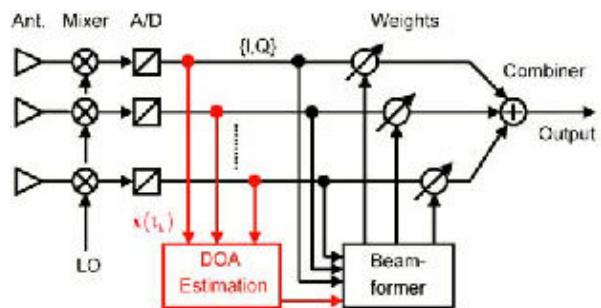 Ant. Mixer A/D Weights
{I,Q}
Combiner
Output
x(t_k)
LO
DOA
Estimation
Beam-
former